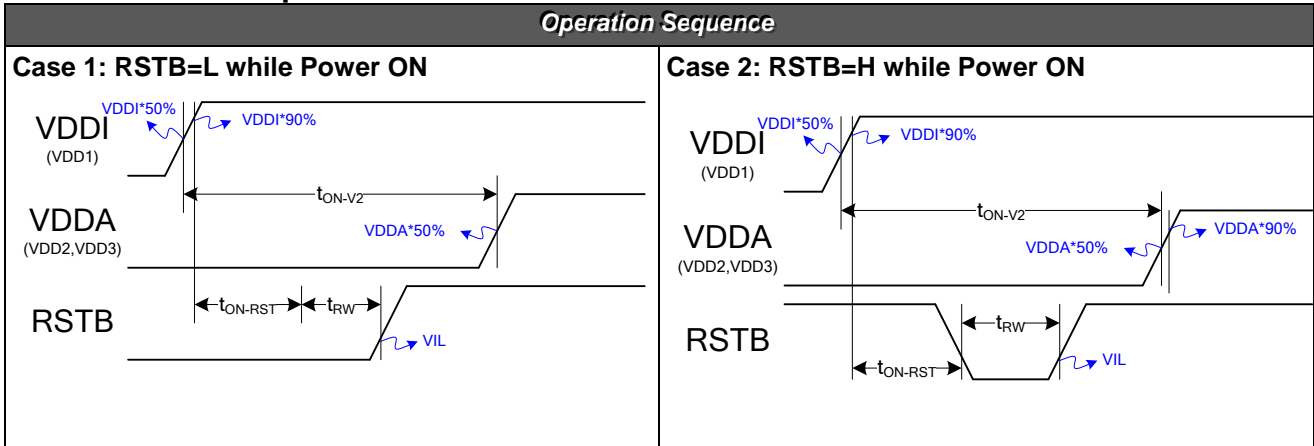 Operation Sequence
Case 1: RSTB=L while Power ON
VDDI*50%
VDDI
(VDD1)
VDDI*90%
tON-V2
VDDA
(VDD2,VDD3)
VDDA*50%
RSTB
tON-RST
tRW
VIL
Case 2: RSTB=H while Power ON
VDDI*50%
VDDI
(VDD1)
VDDI*90%
tON-V2
VDDA
(VDD2,VDD3)
VDDA*50%
VDDA*90%
RSTB
tRW
tON-RST
VIL